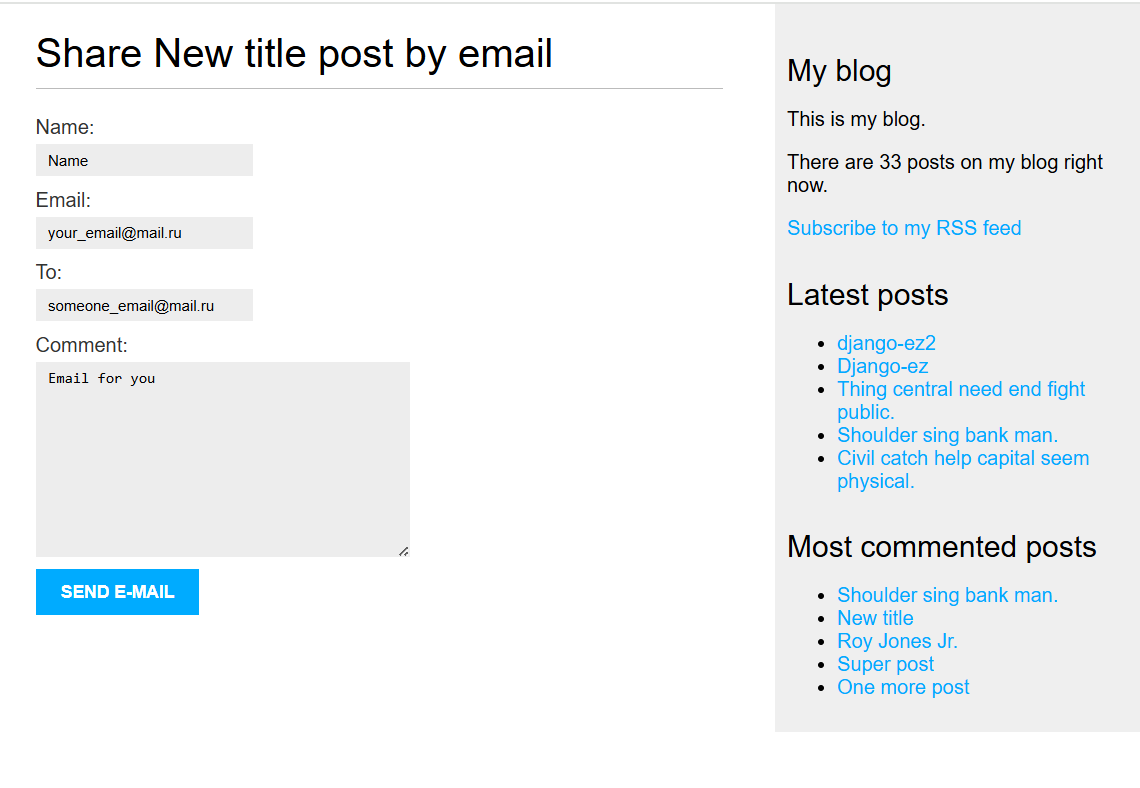 Share New title post by email
Name:
Name
Email:
your_email@mail.ru
To:
someone_email@mail.ru
Comment:
Email for you
SEND E-MAIL
My blog
This is my blog.
There are 33 posts on my blog right
now.
Subscribe to my RSS feed
Latest posts
django-ez2
Django-ez
Thing central need end fight
public.
Shoulder sing bank man.
Civil catch help capital seem
physical.
Most commented posts
Shoulder sing bank man.
New title
Roy Jones Jr.
Super post
One more post